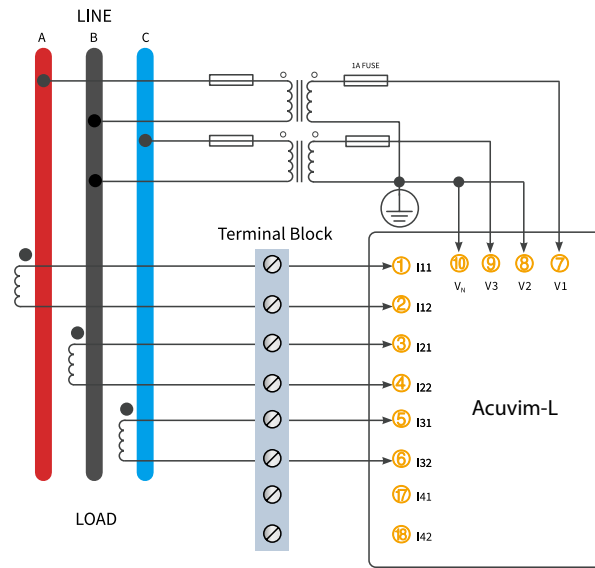 LINE
A B C
1A FUSE
Terminal Block
10 9 8 7
V_N V3 V2 V1
1 I11
2 I12
3 I21
4 I22
5 I31
6 I32
17 I41
18 I42
Acuvim-L
LOAD